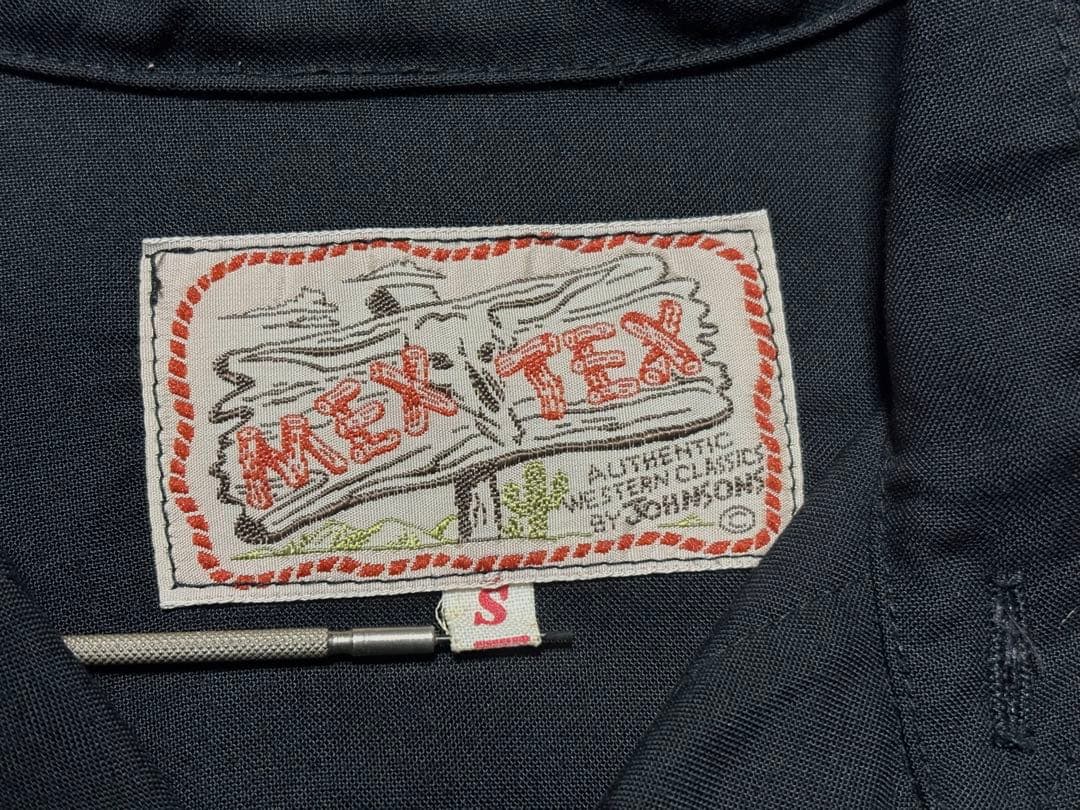 MEX TEX
AUTHENTIC
WESTERN CLASSICS
BY JOHNSONS
©
S